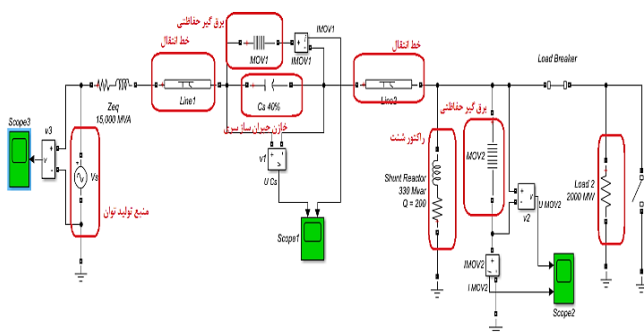 برق گیر حفاظتی
IMOV1
خط انتقال
MOV1
IMOV1
خط انتقال
Load Breaker
Zeq
15,000 MVA
Line1
Cs 40%
Line2
خازن جبران ساز سری
Scope3
v3
v
Vs
منبع تولید توان
v1
U Cs
Scope1
راکتور شنت
برق گیر حفاظتی
MOV2
Shunt Reactor
330 Mvar
Q = 200
v
U MOV2
v2
Load 2
2000 MW
IMOV2
I MOV2
Scope2